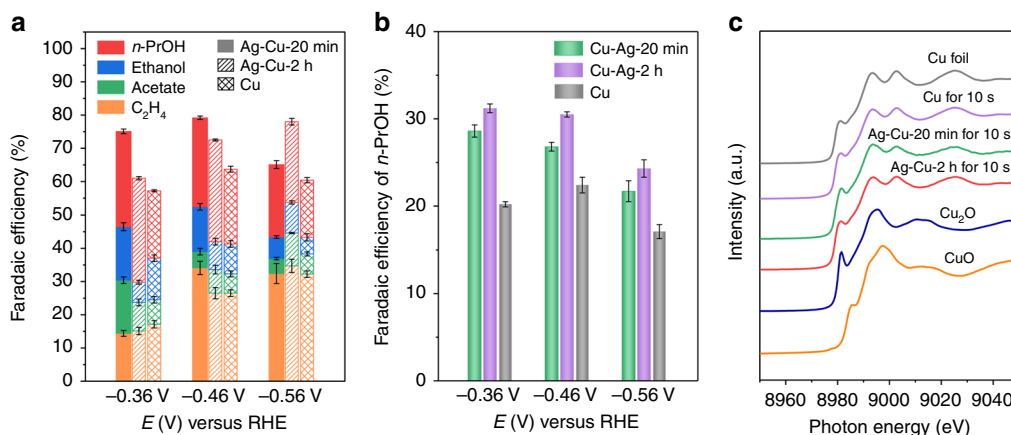 a
Faradaic efficiency (%)
100
90
80
70
60
50
40
30
20
10
0
n-PrOH
Ethanol
Acetate
C₂H₄
Ag-Cu-20 min
Ag-Cu-2 h
Cu
–0.36 V –0.46 V –0.56 V
E (V) versus RHE
b
Faradaic efficiency of n-PrOH (%)
40
30
20
10
0
Cu-Ag-20 min
Cu-Ag-2 h
Cu
–0.36 V –0.46 V –0.56 V
E (V) versus RHE
c
Intensity (a.u.)
Cu foil
Cu for 10 s
Ag-Cu-20 min for 10 s
Ag-Cu-2 h for 10 s
Cu₂O
CuO
8960 8980 9000 9020 9040
Photon energy (eV)